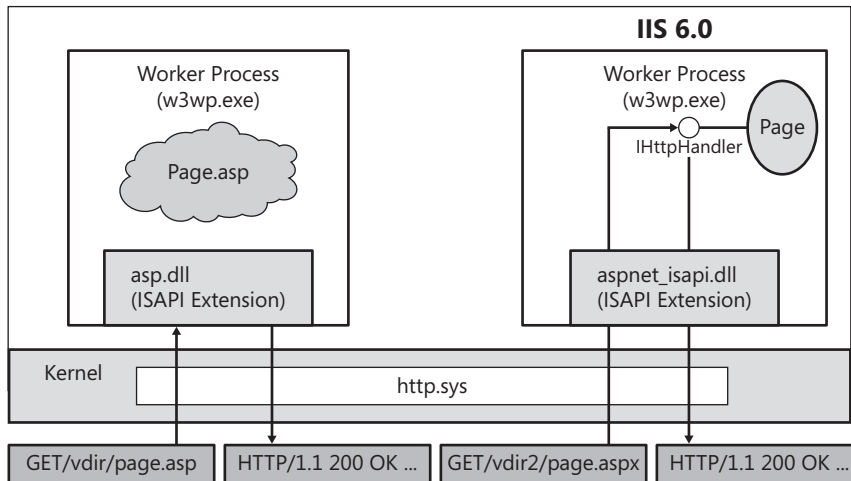 IIS 6.0
Worker Process
(w3wp.exe)
Page.asp
asp.dll
(ISAPI Extension)
Worker Process
(w3wp.exe)
Page
IHttpHandler
aspnet_isapi.dll
(ISAPI Extension)
Kernel
http.sys
GET/vdir/page.asp
HTTP/1.1 200 OK ...
GET/vdir2/page.aspx
HTTP/1.1 200 OK ...